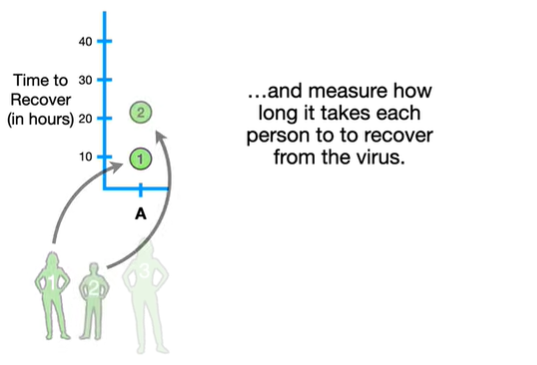 40
Time to 30
Recover
(in hours) 20
10
2
1
A
1
2
3
…and measure how
long it takes each
person to to recover
from the virus.